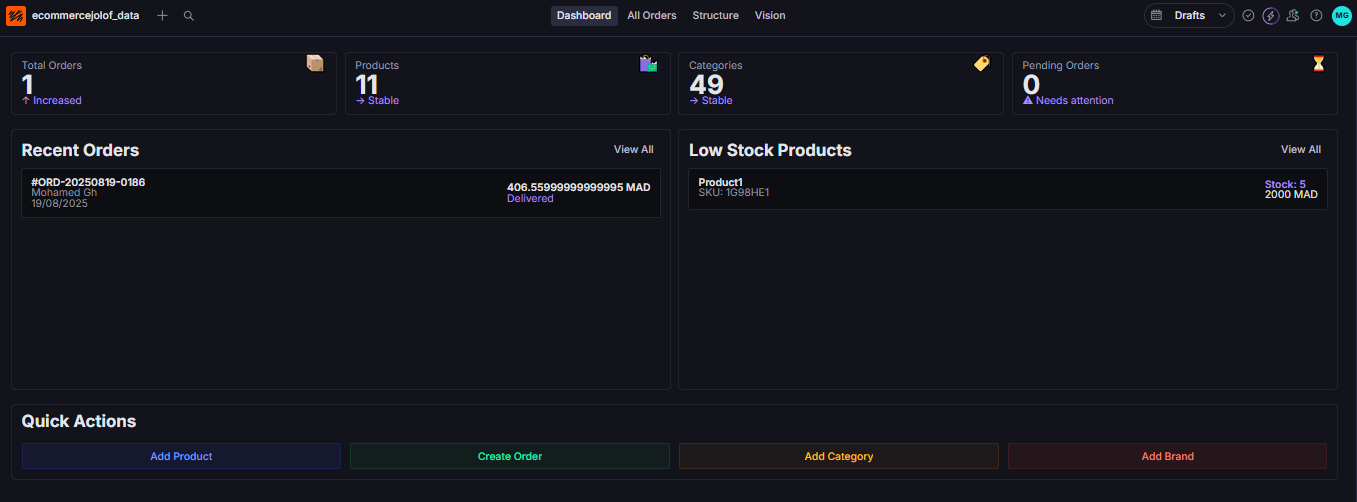 ecommercejolof_data
Dashboard All Orders Structure Vision
Drafts
MG
Total Orders
1
↑ Increased
Products
11
→ Stable
Categories
49
→ Stable
Pending Orders
0
Needs attention
Recent Orders
View All
#ORD-20250819-0186
Mohamed Gh
19/08/2025
406.55999999999995 MAD
Delivered
Low Stock Products
View All
Product1
SKU: 1G98HE1
Stock: 5
2000 MAD
Quick Actions
Add Product
Create Order
Add Category
Add Brand